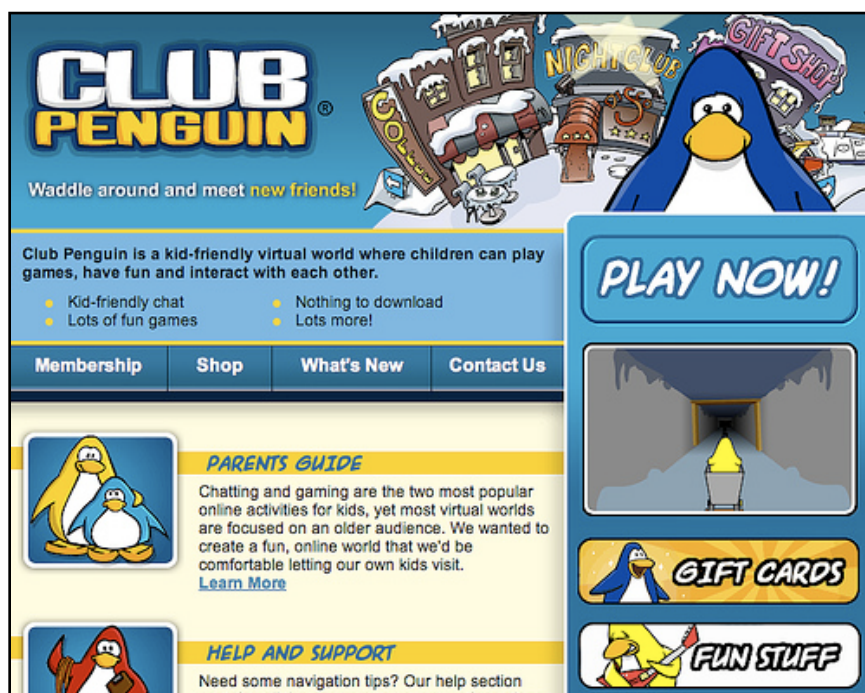 CLUB
PENGUIN®
Waddle around and meet new friends!
COFFEE
NIGHTCLUB
GIFT SHOP
Club Penguin is a kid-friendly virtual world where children can play
games, have fun and interact with each other.
Kid-friendly chat
Lots of fun games
Nothing to download
Lots more!
Membership
Shop
What's New
Contact Us
PLAY NOW!
PARENTS GUIDE
Chatting and gaming are the two most popular
online activities for kids, yet most virtual worlds
are focused on an older audience. We wanted to
create a fun, online world that we'd be
comfortable letting our own kids visit.
Learn More
HELP AND SUPPORT
Need some navigation tips? Our help section
GIFT CARDS
FUN STUFF